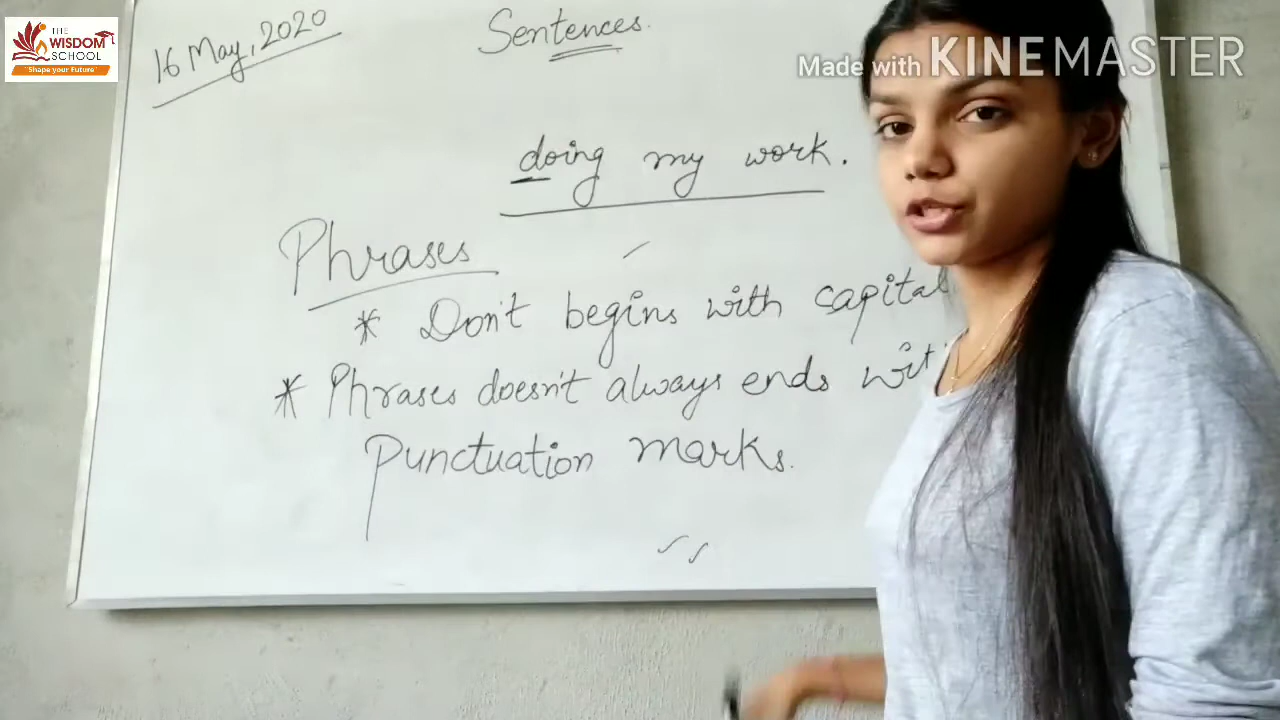 THE
WISDOM
SCHOOL
"Shape your Future"
16 May, 2020
Sentences.
Made with KINEMASTER
doing my work.
Phrases
* Don't begins with capital
* Phrases doesn't always ends wit
Punctuation marks.